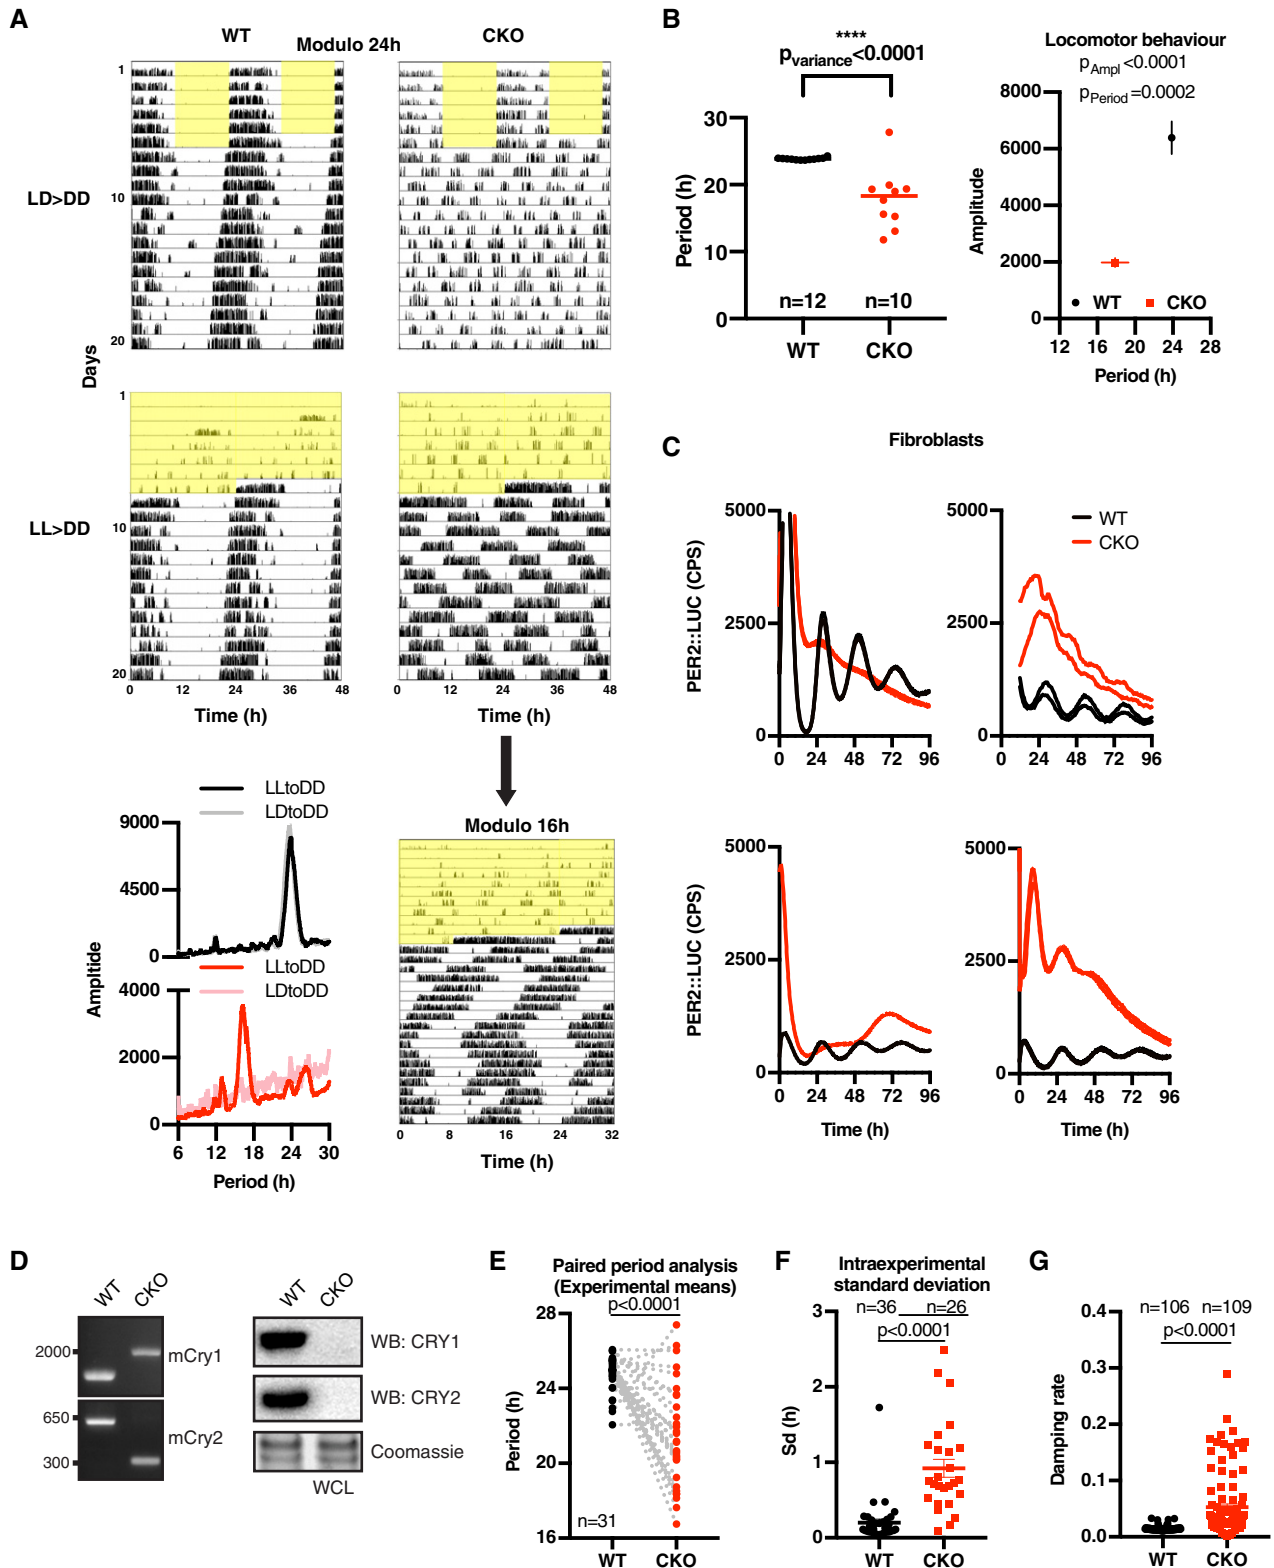 A
WT
Modulo 24h
CKO
1
LD>DD
10
20
Days
1
LL>DD
10
20
0 12 24 36 48
Time (h)
0 12 24 36 48
Time (h)
Modulo 16h
0 8 16 24 32
Time (h)
LLtoDD
LDtoDD
9000
4500
0
LLtoDD
LDtoDD
4000
2000
0
Ampltide
6 12 18 24 30
Period (h)
B
****
pvariance<0.0001
30
20
10
0
Period (h)
n=12 n=10
WT CKO
Locomotor behaviour
pAmpl <0.0001
pPeriod =0.0002
8000
6000
4000
2000
0
Amplitude
WT CKO
12 16 20 24 28
Period (h)
C
Fibroblasts
5000
2500
0
PER2::LUC (CPS)
0 24 48 72 96
5000
2500
0
WT
CKO
0 24 48 72 96
5000
2500
0
PER2::LUC (CPS)
0 24 48 72 96
Time (h)
5000
2500
0
0 24 48 72 96
Time (h)
D
WT CKO
2000
mCry1
650
300
mCry2
WT CKO
WB: CRY1
WB: CRY2
Coomassie
WCL
E
Paired period analysis
(Experimental means)
p<0.0001
28
24
20
16
Period (h)
n=31
WT CKO
F
Intraexperimental
standard deviation
n=36 n=26
p<0.0001
3
2
1
0
Sd (h)
WT CKO
G
n=106 n=109
p<0.0001
0.4
0.3
0.2
0.1
0.0
Damping rate
WT CKO